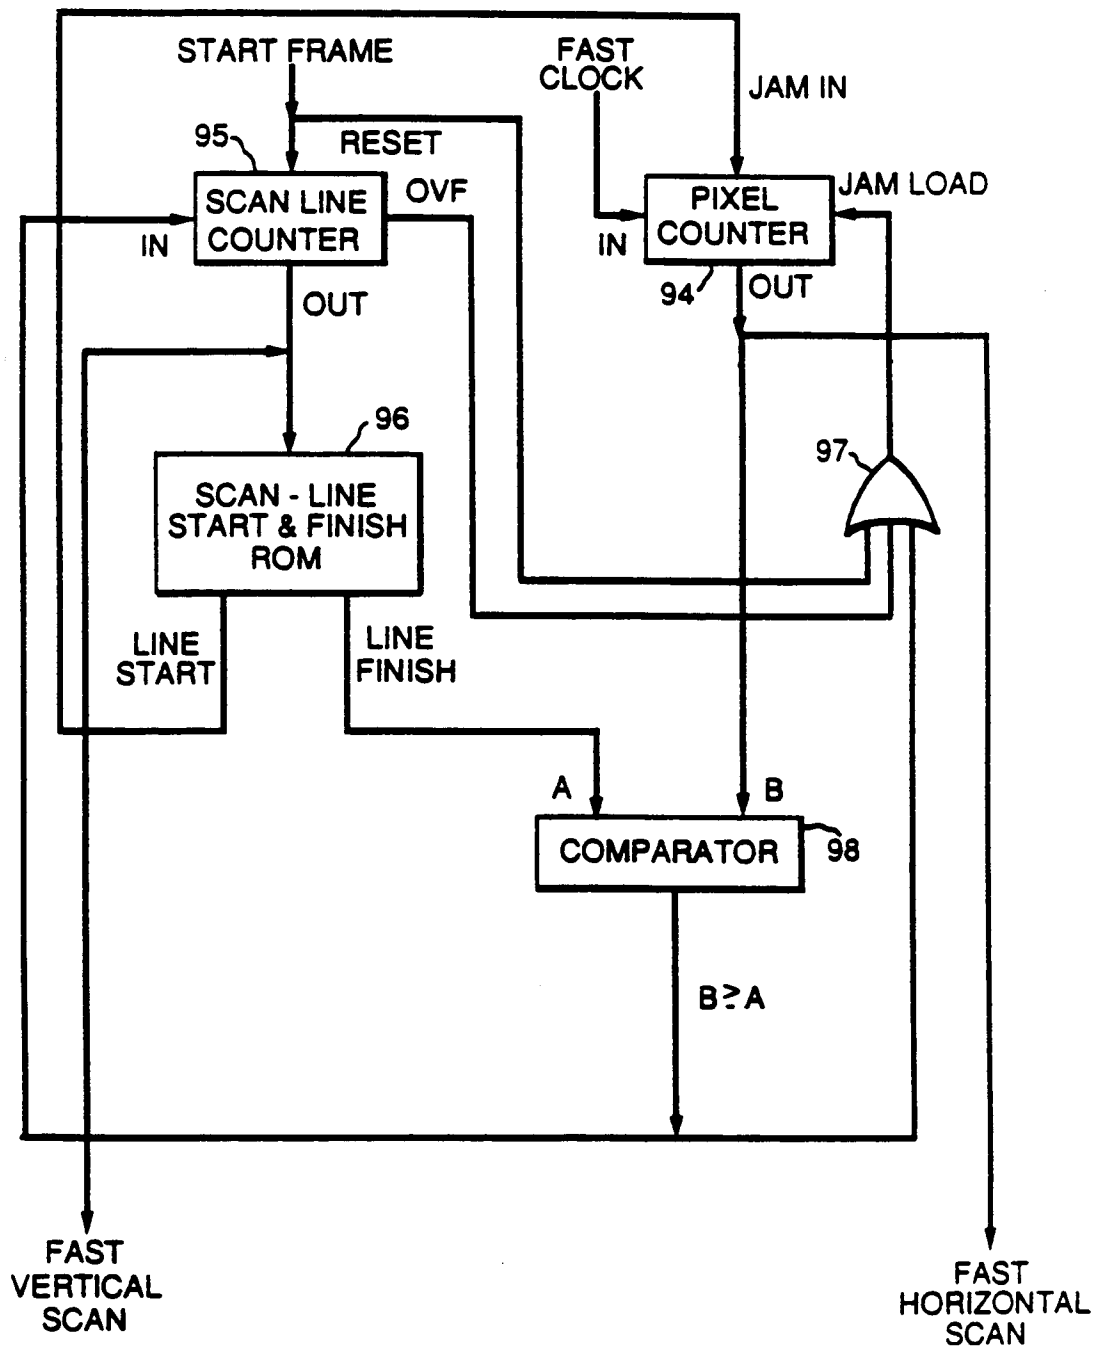 START FRAME
FAST
CLOCK
JAM IN
95
RESET
SCAN LINE
COUNTER
OVF
IN
OUT
PIXEL
COUNTER
JAM LOAD
IN
94
OUT
96
SCAN - LINE
START & FINISH
ROM
97
LINE
START
LINE
FINISH
A
B
COMPARATOR
98
B ≥ A
FAST
VERTICAL
SCAN
FAST
HORIZONTAL
SCAN